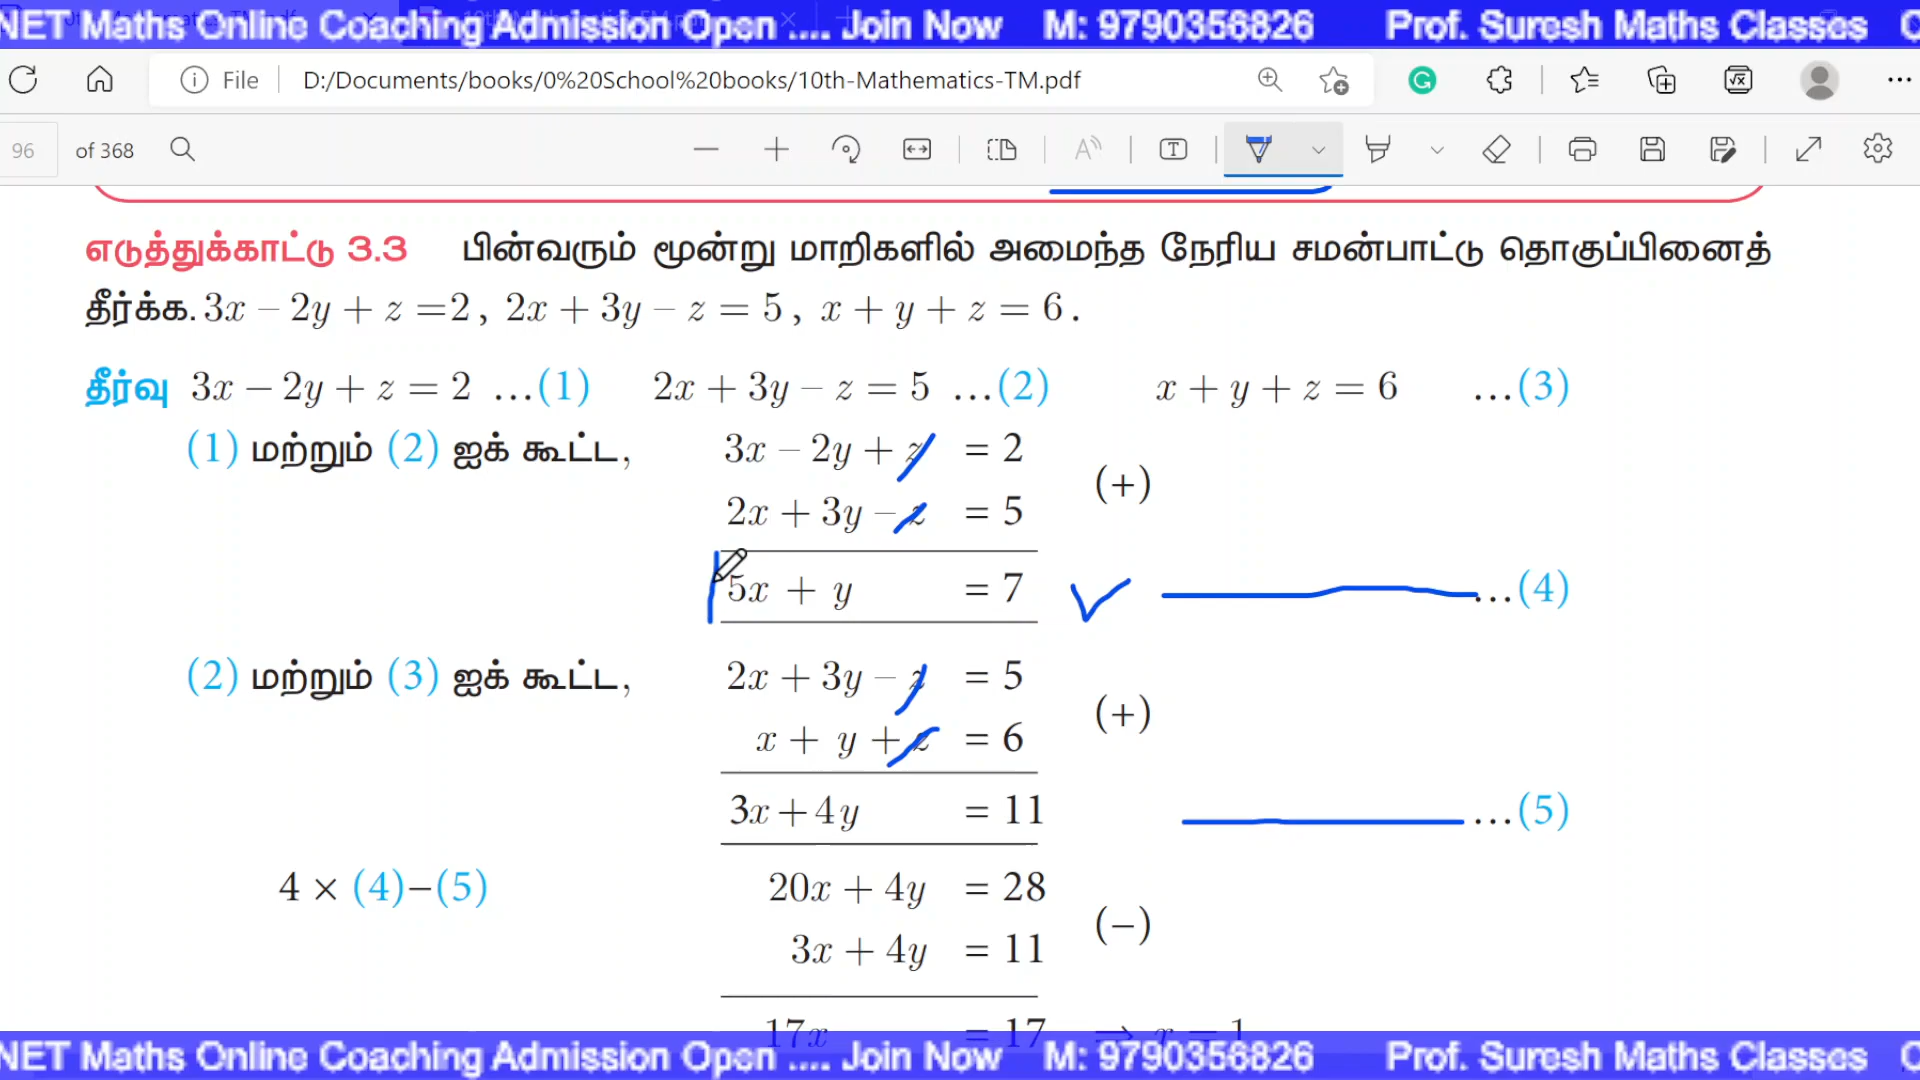 NET Maths Online Coaching Admission Open .... Join Now M: 9790356826 Prof. Suresh Maths Classes
File D:/Documents/books/0%20School%20books/10th-Mathematics-TM.pdf
96 of 368
எடுத்துக்காட்டு 3.3 பின்வரும் மூன்று மாறிகளில் அமைந்த நேரிய சமன்பாட்டு தொகுப்பினைத்
தீர்க்க. 3x – 2y + z =2, 2x + 3y – z = 5, x + y + z = 6.
தீர்வு 3x – 2y + z = 2 ...(1) 2x + 3y – z = 5 ...(2) x + y + z = 6 ...(3)
(1) மற்றும் (2) ஐக் கூட்ட, 3x – 2y + z = 2
(+)
2x + 3y – z = 5
5x + y = 7 ...(4)
(2) மற்றும் (3) ஐக் கூட்ட, 2x + 3y – z = 5
(+)
x + y + z = 6
3x + 4y = 11 ...(5)
4 × (4)–(5) 20x + 4y = 28
(–)
3x + 4y = 11
17x = 17 ⇒ x = 1
NET Maths Online Coaching Admission Open .... Join Now M: 9790356826 Prof. Suresh Maths Classes